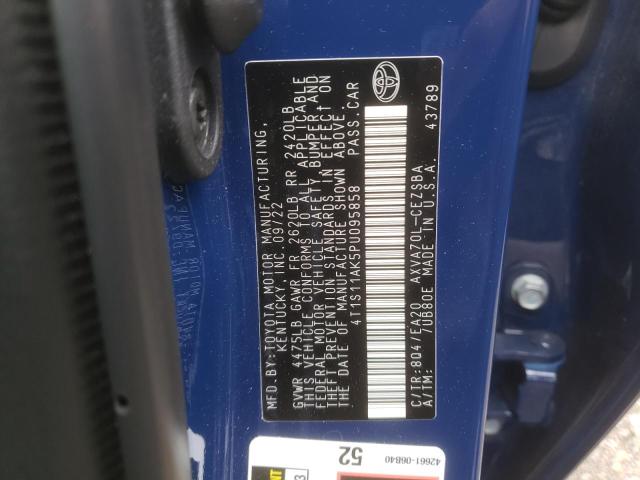 MFD.BY: TOYOTA MOTOR MANUFACTURING,
KENTUCKY, INC. 09/22
GVWR 4475LB GAWR FR 2620LB RR 2420LB
THIS VEHICLE CONFORMS TO ALL APPLICABLE
FEDERAL MOTOR VEHICLE SAFETY, BUMPER AND
THEFT PREVENTION STANDARDS IN EFFECT ON
THE DATE OF MANUFACTURE SHOWN ABOVE.
4T1S11AK5PU095858 PASS.CAR
C/TR:8Q4/EA20 AXVA70L-CEZSBA
A/TM: 70B80E MADE IN U.S.A. 43789
52
42661-06B40